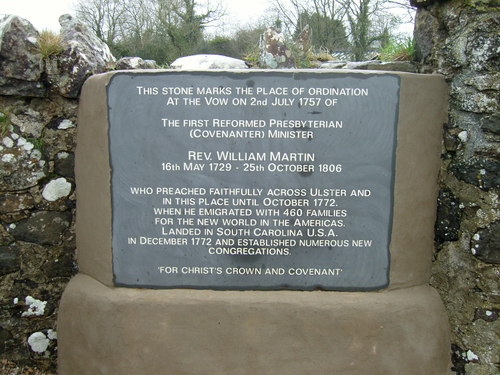 THIS STONE MARKS THE PLACE OF ORDINATION
AT THE VOW ON 2nd JULY 1757 OF
THE FIRST REFORMED PRESBYTERIAN
(COVENANTER) MINISTER
REV. WILLIAM MARTIN
16th MAY 1729 - 25th OCTOBER 1806
WHO PREACHED FAITHFULLY ACROSS ULSTER AND
IN THIS PLACE UNTIL OCTOBER 1772.
WHEN HE EMIGRATED WITH 460 FAMILIES
FOR THE NEW WORLD IN THE AMERICAS.
LANDED IN SOUTH CAROLINA U.S.A.
IN DECEMBER 1772 AND ESTABLISHED NUMEROUS NEW
CONGREGATIONS.
'FOR CHRIST'S CROWN AND COVENANT'